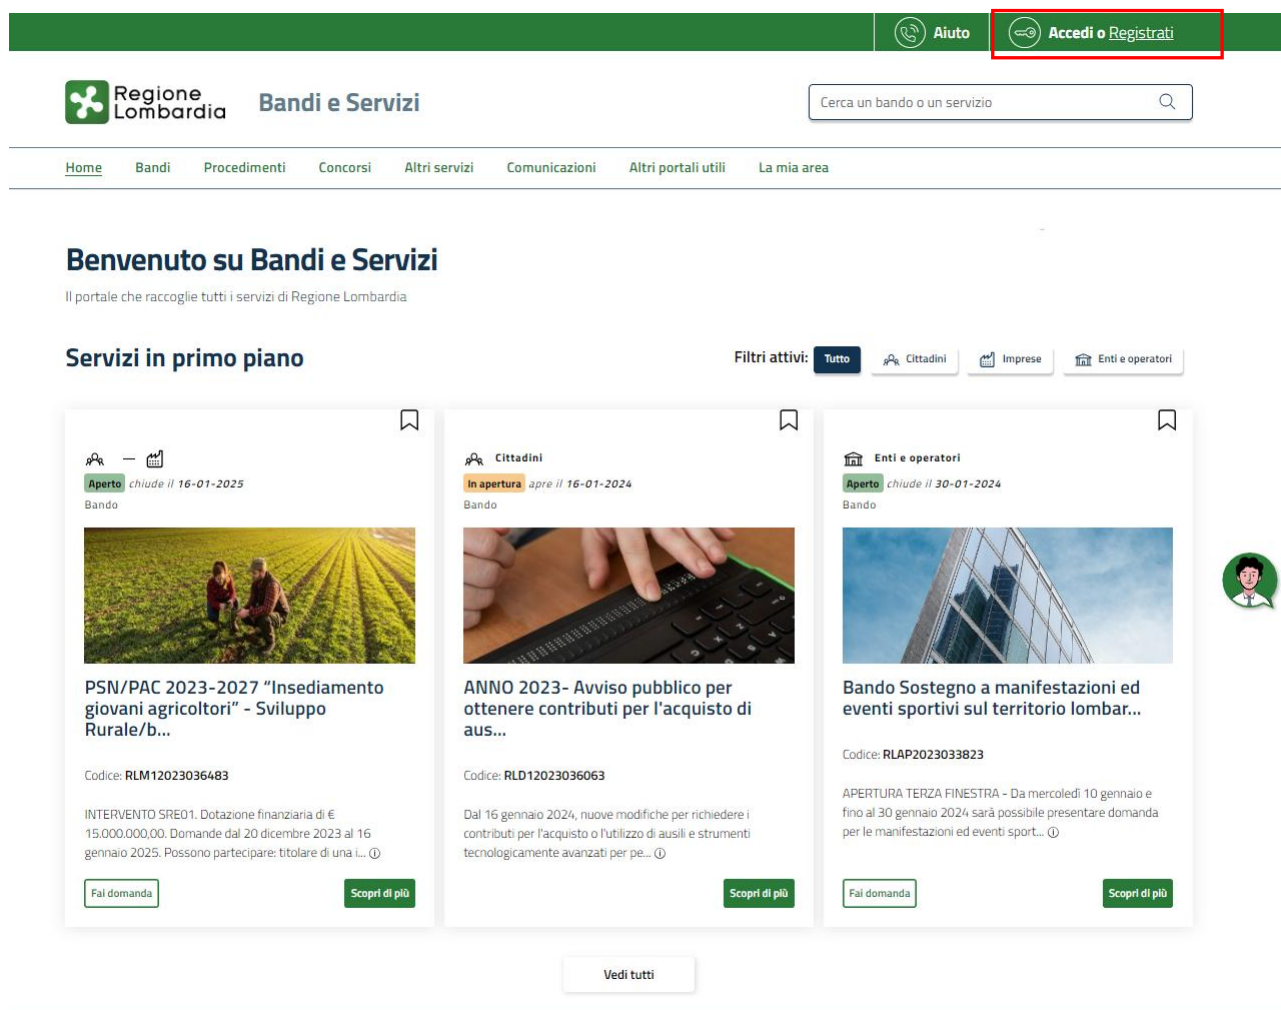 Aiuto
Accedi o Registrati
Regione
Lombardia
Bandi e Servizi
Cerca un bando o un servizio
Home Bandi Procedimenti Concorsi Altri servizi Comunicazioni Altri portali utili La mia area
Benvenuto su Bandi e Servizi
Il portale che raccoglie tutti i servizi di Regione Lombardia
Servizi in primo piano
Filtri attivi: Tutto Cittadini Imprese Enti e operatori
Aperto chiude il 16-01-2025
Bando
PSN/PAC 2023-2027 “Insediamento
giovani agricoltori” - Sviluppo
Rurale/b...
Codice: RLM12023036483
INTERVENTO SRE01. Dotazione finanziaria di €
15.000.000,00. Domande dal 20 dicembre 2023 al 16
gennaio 2025. Possono partecipare: titolare di una i...
Fai domanda
Scopri di più
Cittadini
In apertura apre il 16-01-2024
Bando
ANNO 2023- Avviso pubblico per
ottenere contributi per l'acquisto di
aus...
Codice: RLD12023036063
Dal 16 gennaio 2024, nuove modifiche per richiedere i
contributi per l'acquisto o l'utilizzo di ausili e strumenti
tecnologicamente avanzati per pe...
Scopri di più
Enti e operatori
Aperto chiude il 30-01-2024
Bando
Bando Sostegno a manifestazioni ed
eventi sportivi sul territorio lombar...
Codice: RLAP2023033823
APERTURA TERZA FINESTRA - Da mercoledì 10 gennaio e
fino al 30 gennaio 2024 sarà possibile presentare domanda
per le manifestazioni ed eventi sport...
Fai domanda
Scopri di più
Vedi tutti